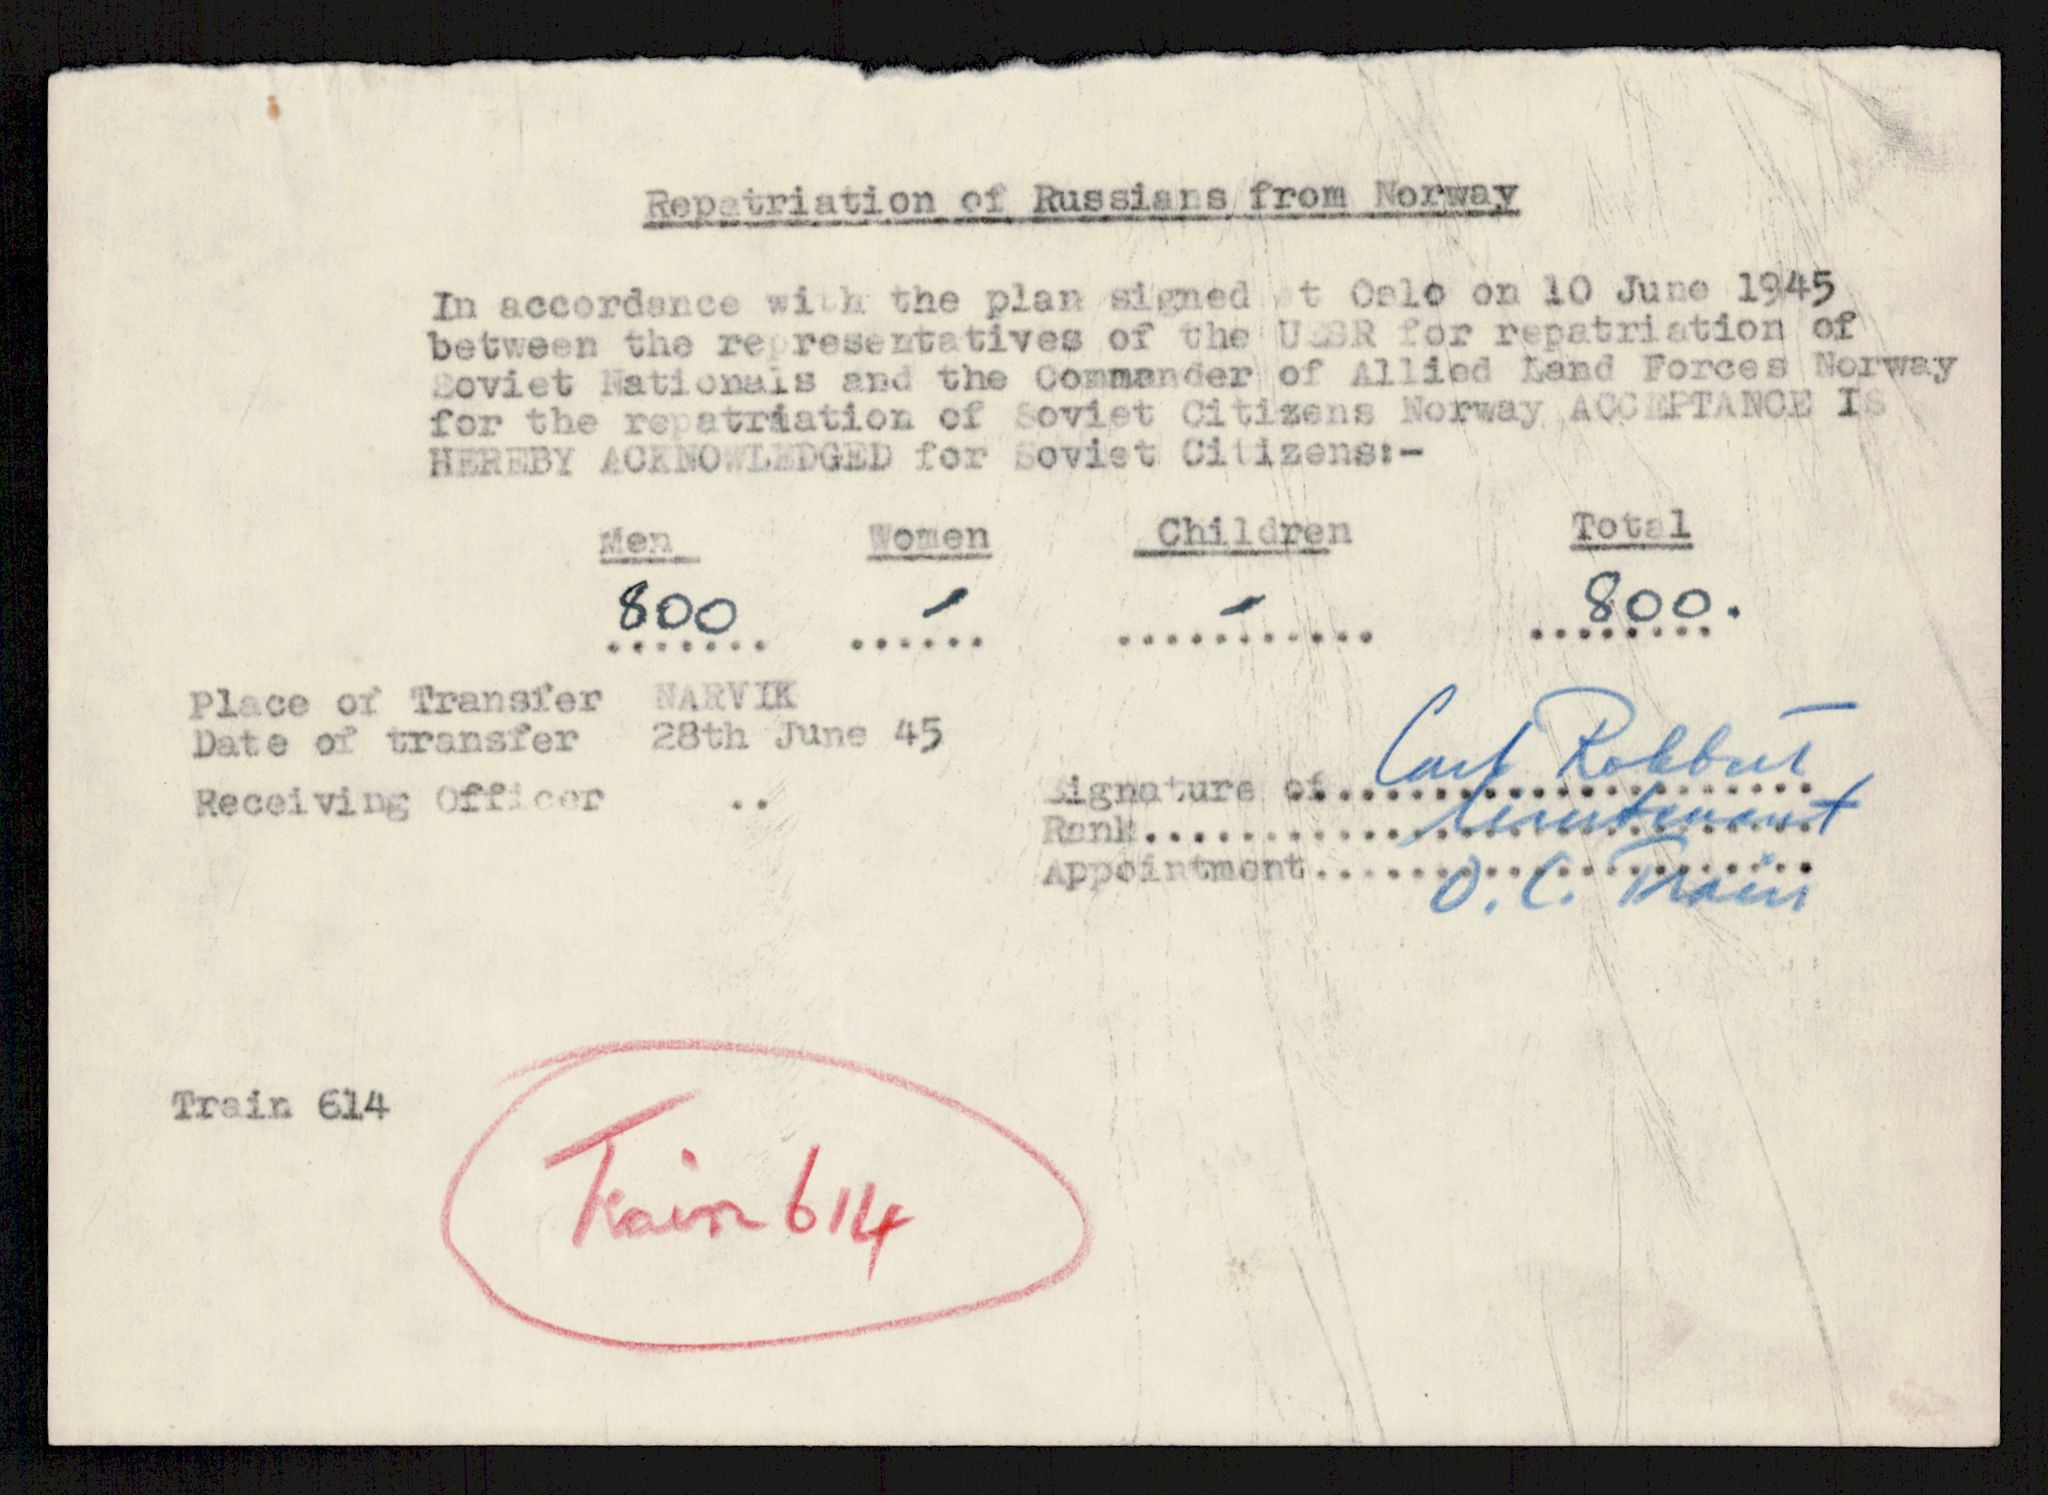 Repatriation of Russians from Norway
In accordance with the plan signed at Oslo on 10 June 1945
between the representatives of the USSR for repatriation of
Soviet Nationals and the Commander of Allied Land Forces Norway
for the repatriation of Soviet Citizens Norway ACCEPTANCE IS
HEREBY ACKNOWLEDGED for Soviet Citizens:-
Men Women Children Total
800 - - 800.
Place of Transfer NARVIK
Date of transfer 28th June 45
Receiving Officer ..
Signature of Carl
Rank Lieutenant
Appointment O.C. Train
Train 614
Train 614